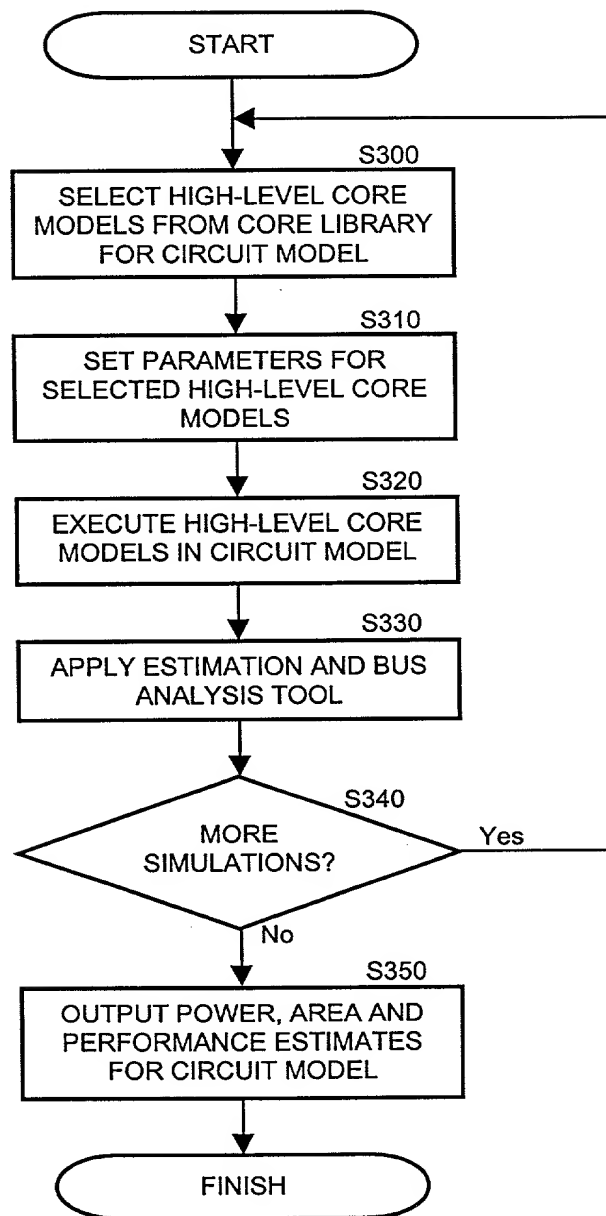 START
S300
SELECT HIGH-LEVEL CORE
MODELS FROM CORE LIBRARY
FOR CIRCUIT MODEL
S310
SET PARAMETERS FOR
SELECTED HIGH-LEVEL CORE
MODELS
S320
EXECUTE HIGH-LEVEL CORE
MODELS IN CIRCUIT MODEL
S330
APPLY ESTIMATION AND BUS
ANALYSIS TOOL
S340
MORE
SIMULATIONS?
Yes
No
S350
OUTPUT POWER, AREA AND
PERFORMANCE ESTIMATES
FOR CIRCUIT MODEL
FINISH